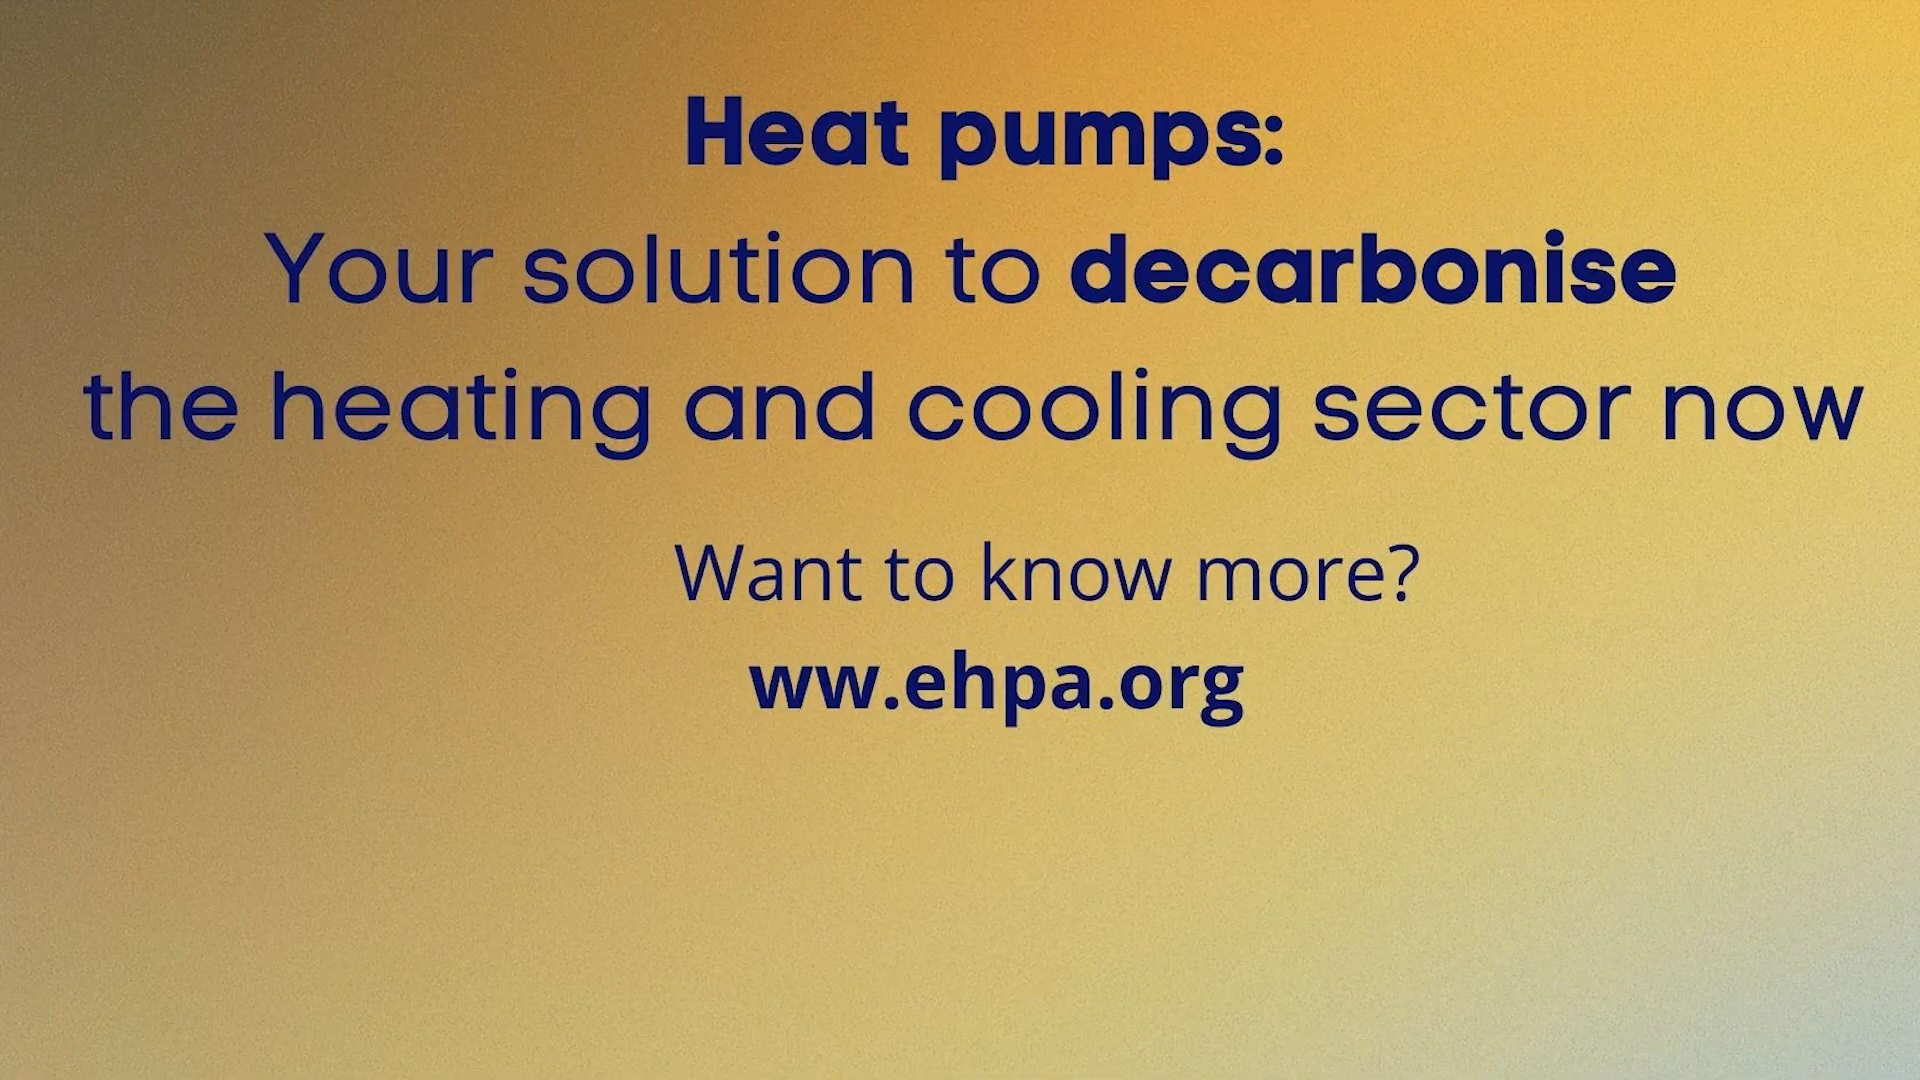 Heat pumps:
Your solution to decarbonise
the heating and cooling sector now
Want to know more?
ww.ehpa.org